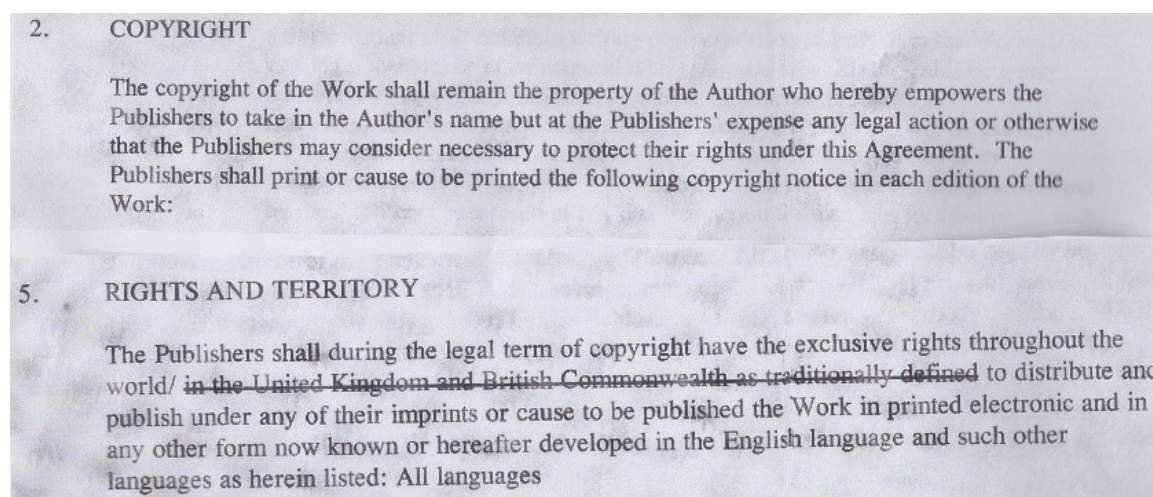 2. COPYRIGHT
The copyright of the Work shall remain the property of the Author who hereby empowers the
Publishers to take in the Author's name but at the Publishers' expense any legal action or otherwise
that the Publishers may consider necessary to protect their rights under this Agreement. The
Publishers shall print or cause to be printed the following copyright notice in each edition of the
Work:
5. RIGHTS AND TERRITORY
The Publishers shall during the legal term of copyright have the exclusive rights throughout the
world/ in the United Kingdom and British Commonwealth as traditionally defined to distribute and
publish under any of their imprints or cause to be published the Work in printed electronic and in
any other form now known or hereafter developed in the English language and such other
languages as herein listed: All languages